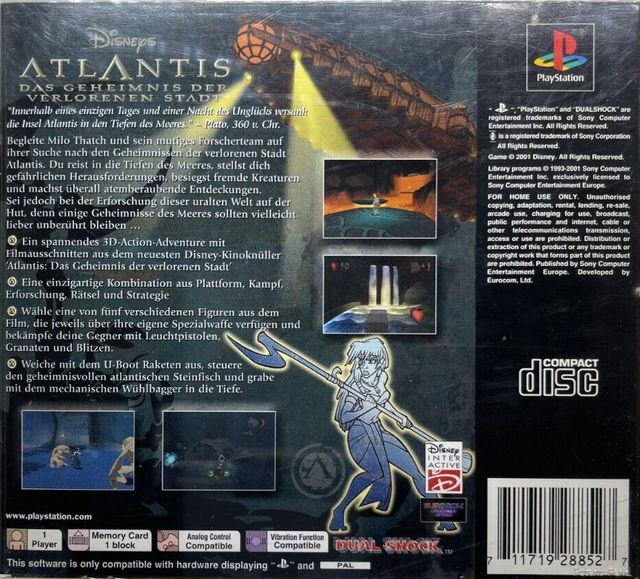 Disney's
ATLANTIS
DAS GEHEIMNIS DER
VERLORENEN STADT
"Innerhalb eines einzigen Tages und einer Nacht des Unglücks versank
die Insel Atlantis in den Tiefen des Meeres." – Plato, 360 v. Chr.
Begleite Milo Thatch und sein mutiges Forscherteam auf
ihrer Suche nach den Geheimnissen der verlorenen Stadt
Atlantis. Du reist in die Tiefen des Meeres, stellst dich
gefährlichen Herausforderungen, besiegst fremde Kreaturen
und machst überall atemberaubende Entdeckungen.
Sei jedoch bei der Erforschung dieser uralten Welt auf der
Hut, denn einige Geheimnisse des Meeres sollten vielleicht
lieber unberührt bleiben ...
Ein spannendes 3D-Action-Adventure mit
Filmausschnitten aus dem neuesten Disney-Kinoknüller
'Atlantis: Das Geheimnis der verlorenen Stadt'
Eine einzigartige Kombination aus Plattform, Kampf,
Erforschung, Rätsel und Strategie
Wähle eine von fünf verschiedenen Figuren aus dem
Film, die jeweils über ihre eigene Spezialwaffe verfügen und
bekämpfe deine Gegner mit Leuchtpistolen,
Granaten und Blitzen.
Weiche mit dem U-Boot Raketen aus, steuere
den geheimnisvollen atlantischen Steinfisch und grabe
mit dem mechanischen Wühlbagger in die Tiefe.
www.playstation.com
1
Player
Memory Card
1 block
Analog Control
Compatible
Vibration Function
Compatible
DUAL SHOCK™
This software is only compatible with hardware displaying "PS" and PAL
DISNEY
INTER
ACTIVE
EUROCOM
PlayStation
"PS", "PlayStation" and "DUALSHOCK" are
registered trademarks of Sony Computer
Entertainment Inc. All Rights Reserved.
is a registered trademark of Sony Corporation
All Rights Reserved.
Game © 2001 Disney. All Rights Reserved.
Library programs © 1993-2001 Sony Computer
Entertainment Inc. exclusively licensed to
Sony Computer Entertainment Europe.
FOR HOME USE ONLY. Unauthorised
copying, adaptation, rental, lending, re-sale,
arcade use, charging for use, broadcast,
public performance and internet, cable or
other telecommunications transmission,
access or use are prohibited. Distribution or
extraction of this product or any trademark or
copyright work that forms part of this product
are prohibited. Published by Sony Computer
Entertainment Europe. Developed by
Eurocom, Ltd.
COMPACT
disc
7 11719 28852 7